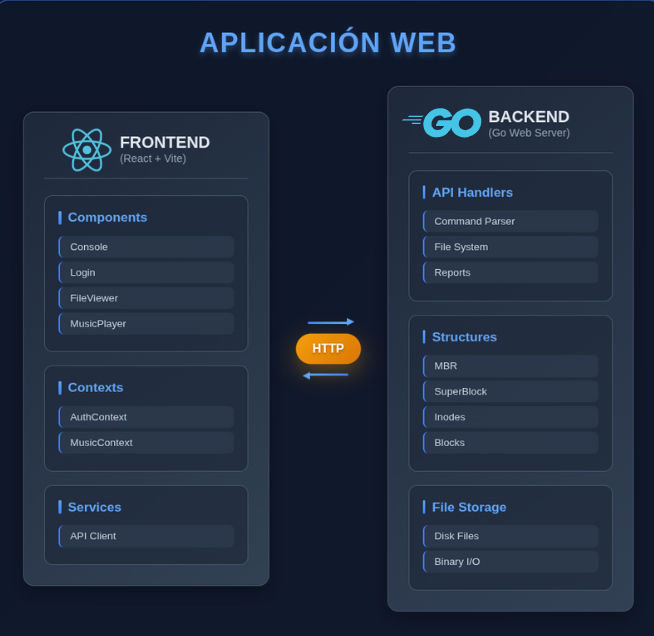 APLICACIÓN WEB
FRONTEND
(React + Vite)
Components
Console
Login
FileViewer
MusicPlayer
Contexts
AuthContext
MusicContext
Services
API Client
HTTP
GO
BACKEND
(Go Web Server)
API Handlers
Command Parser
File System
Reports
Structures
MBR
SuperBlock
Inodes
Blocks
File Storage
Disk Files
Binary I/O